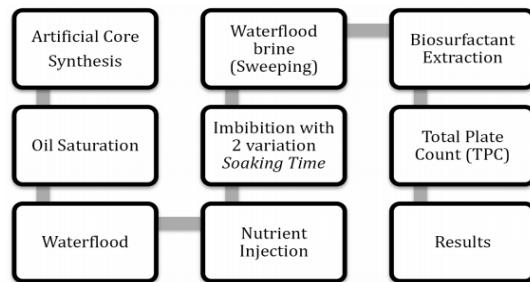 Artificial Core
Synthesis
Oil Saturation
Waterflood
Nutrient
Injection
Imbibition with
2 variation
Soaking Time
Waterflood
brine
(Sweeping)
Biosurfactant
Extraction
Total Plate
Count (TPC)
Results